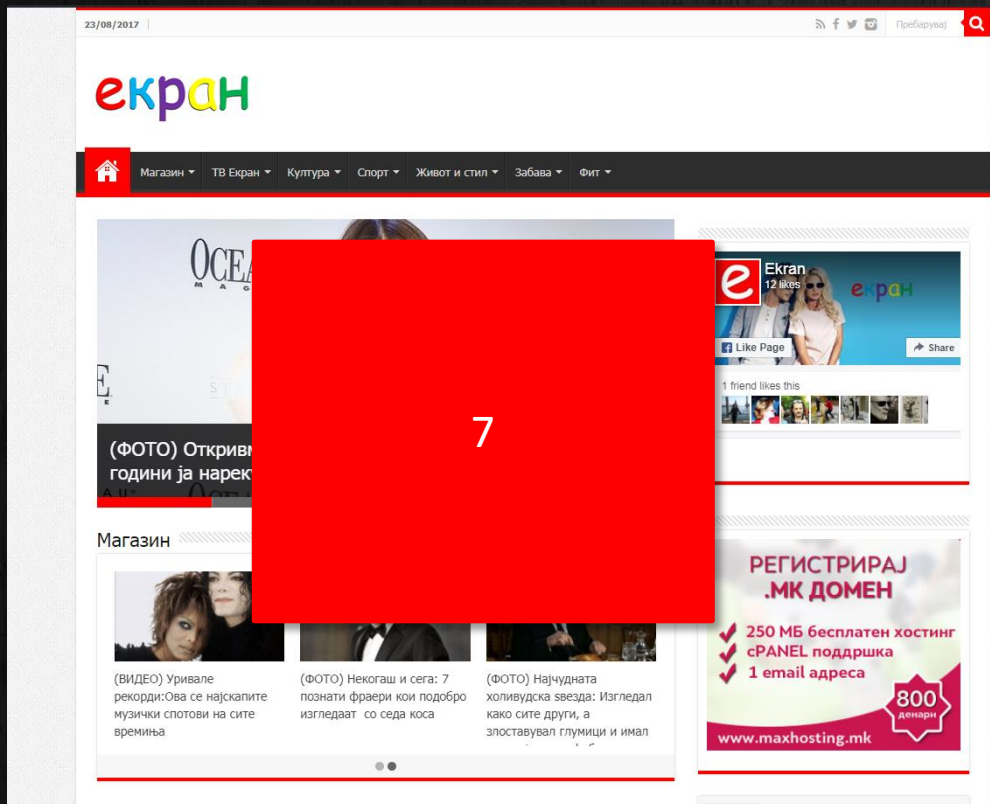 23/08/2017
Пребарувај
екран
Магазин
ТВ Екран
Култура
Спорт
Живот и стил
Забава
Фит
OCEA
MAG
7
(ФОТО) Открив
години ја нарек
Ekran
12 likes
екран
Like Page
Share
1 friend likes this
Магазин
(ВИДЕО) Уривале
рекорди:Ова се најскапите
музички спотови на сите
времиња
(ФОТО) Некогаш и сега: 7
познати фраери кои подобро
изгледаат со седа коса
(ФОТО) Најчудната
холивудска ѕвезда: Изгледал
како сите други, а
злоставувал глумици и имал
РЕГИСТРИРАЈ
.МК ДОМЕН
250 МБ бесплатен хостинг
cPANEL поддршка
1 email адреса
800
денари
www.maxhosting.mk